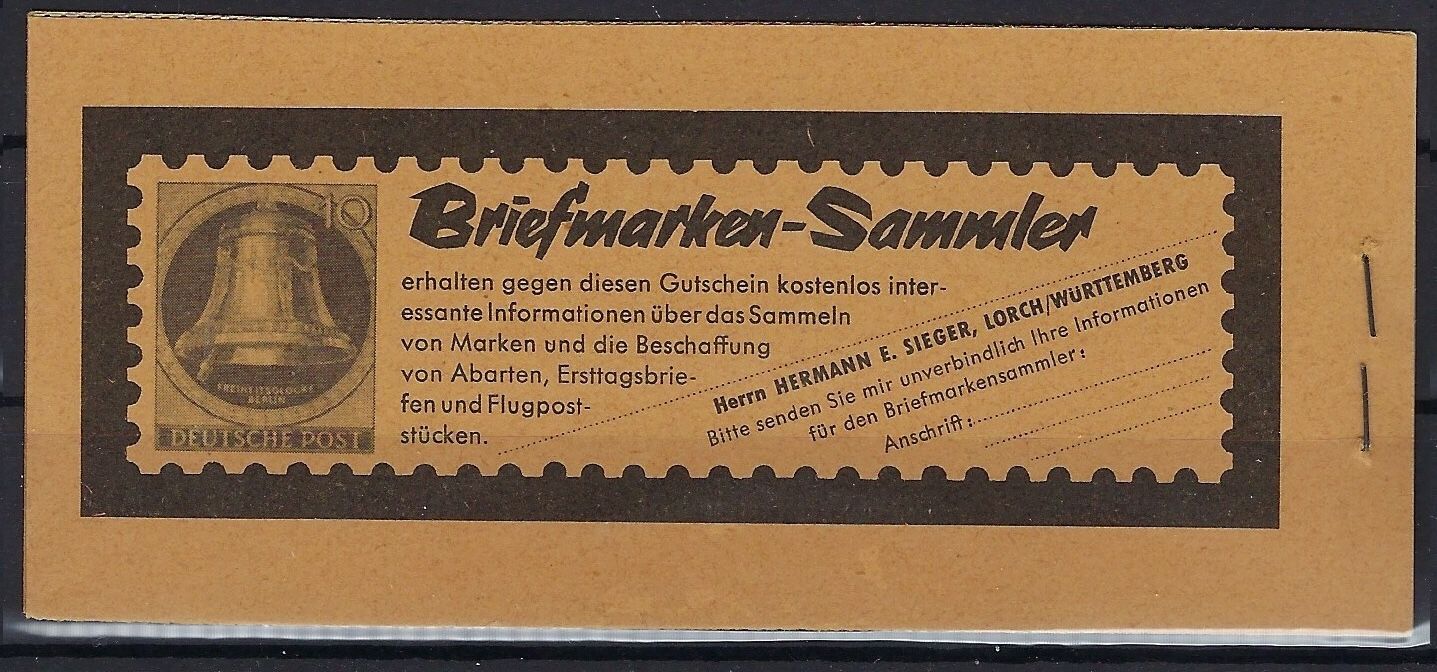 10
FREIHEITSGLOCKE
BERLIN
DEUTSCHE POST
Briefmarken-Sammler
erhalten gegen diesen Gutschein kostenlos inter-
essante Informationen über das Sammeln
von Marken und die Beschaffung
von Abarten, Ersttagsbrie-
fen und Flugpost-
stücken.
Herrn HERMANN E. SIEGER, LORCH/WÜRTTEMBERG
Bitte senden Sie mir unverbindlich Ihre Informationen
für den Briefmarkensammler:
Anschrift: